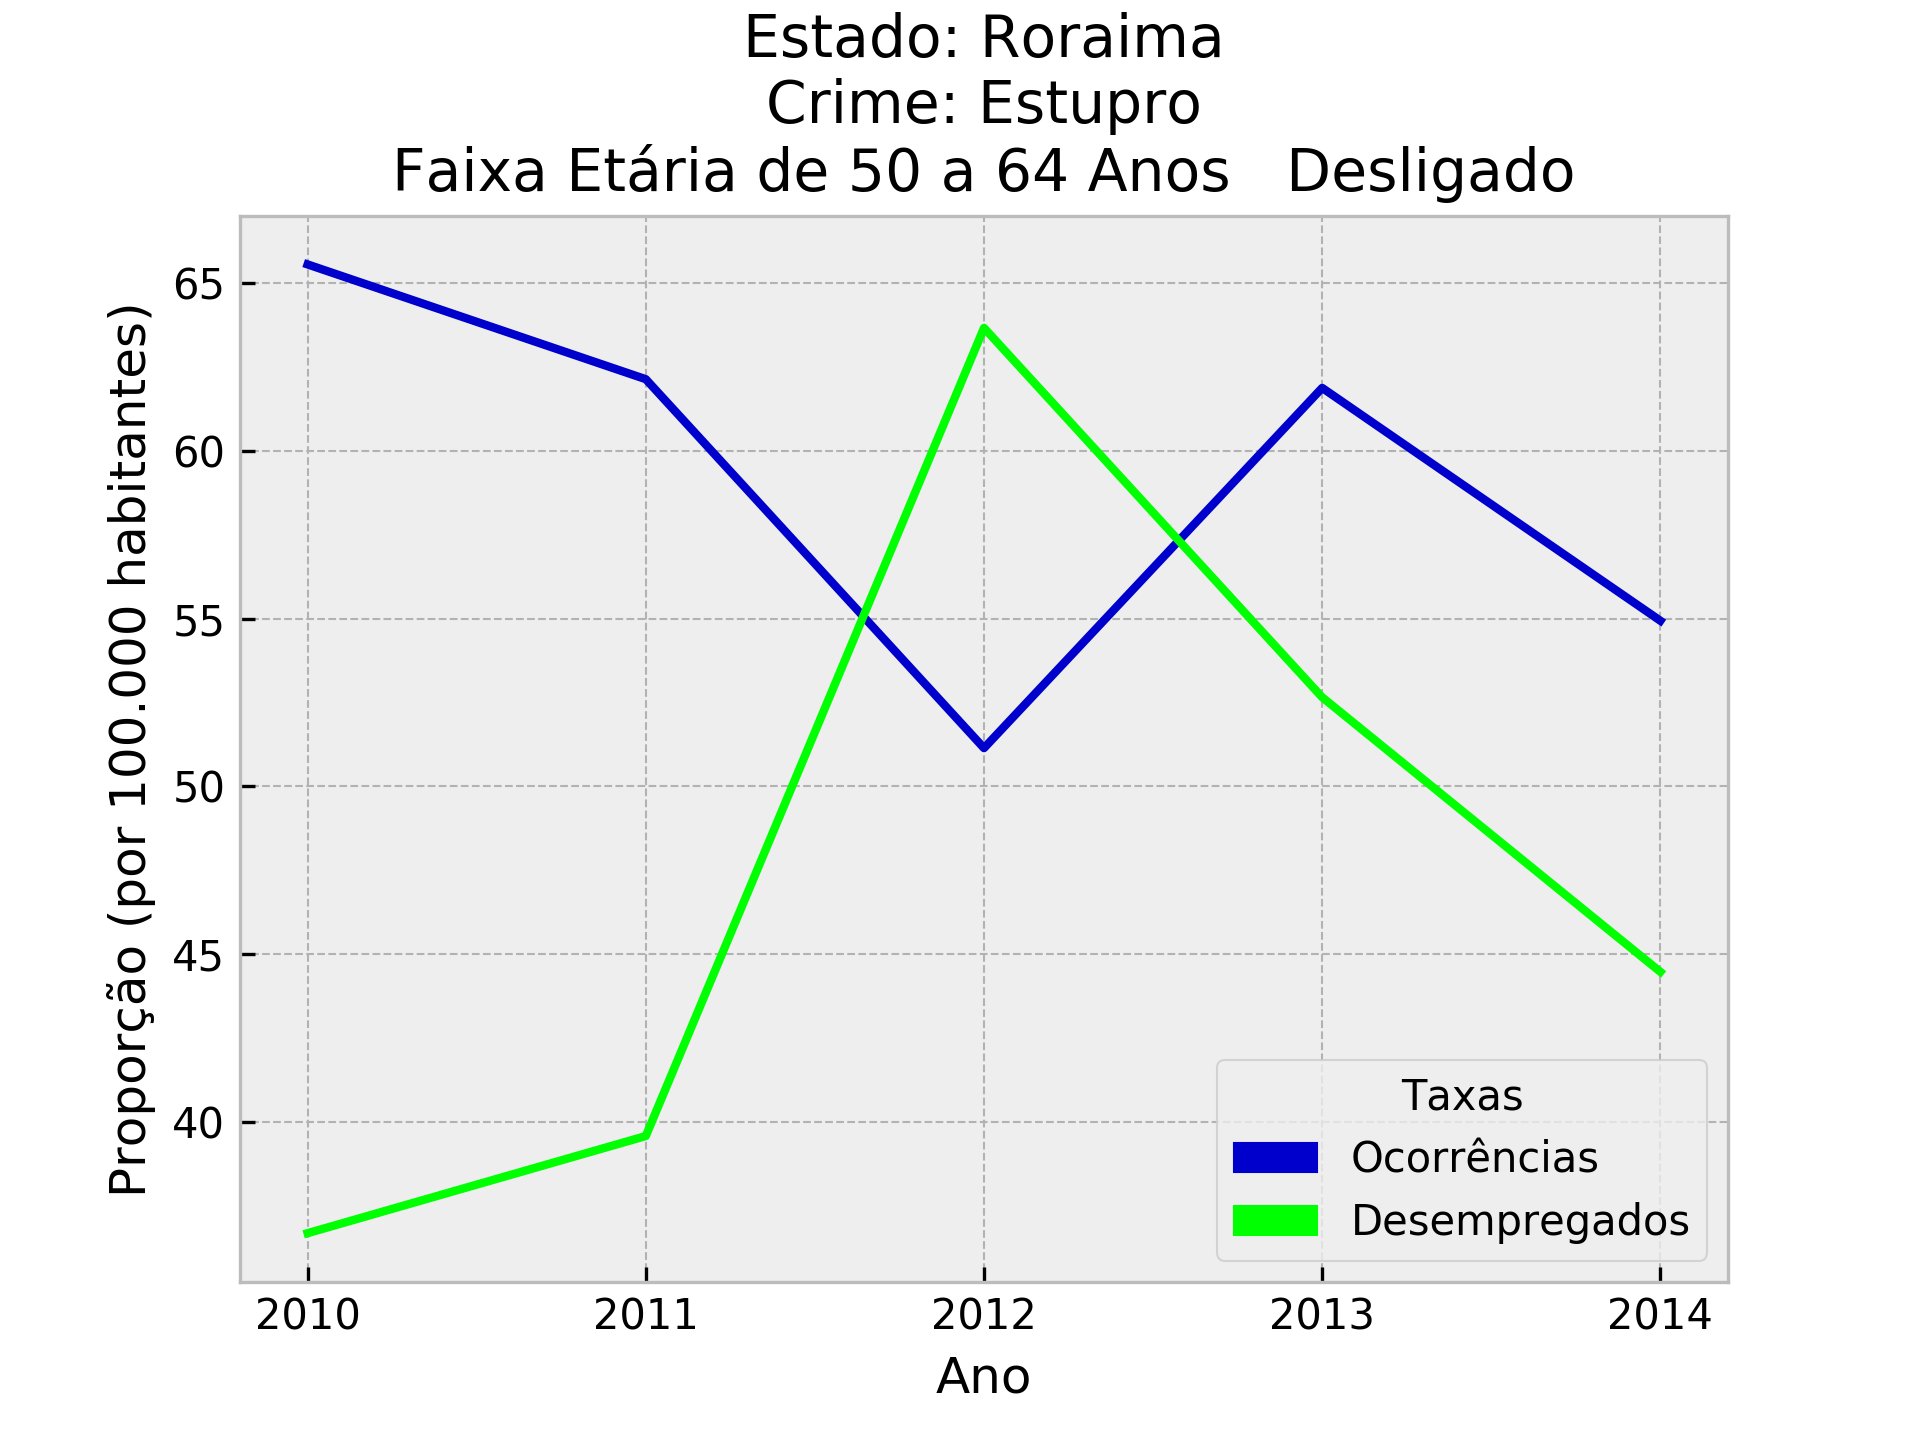 Estado: Roraima
Crime: Estupro
Faixa Etária de 50 a 64 Anos   Desligado
Proporção (por 100.000 habitantes)
65
60
55
50
45
40
Taxas
Ocorrências
Desempregados
2010 2011 2012 2013 2014
Ano